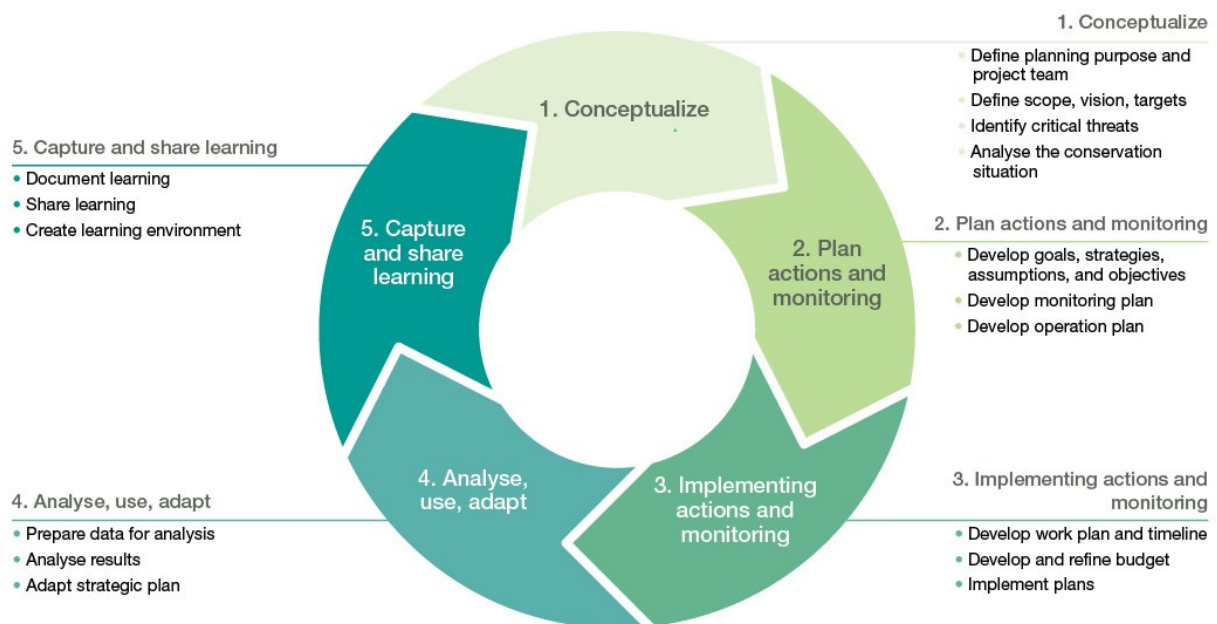 1. Conceptualize
• Define planning purpose and
project team
• Define scope, vision, targets
• Identify critical threats
• Analyse the conservation
situation
1. Conceptualize
5. Capture and share learning
• Document learning
• Share learning
• Create learning environment
5. Capture
and share
learning
2. Plan
actions and
monitoring
2. Plan actions and monitoring
• Develop goals, strategies,
assumptions, and objectives
• Develop monitoring plan
• Develop operation plan
4. Analyse, use, adapt
• Prepare data for analysis
• Analyse results
• Adapt strategic plan
4. Analyse,
use, adapt
3. Implementing
actions and
monitoring
3. Implementing actions and
monitoring
• Develop work plan and timeline
• Develop and refine budget
• Implement plans